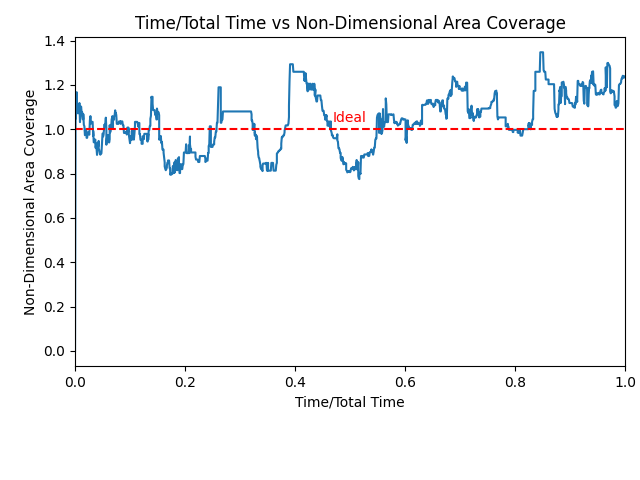 Time/Total Time vs Non-Dimensional Area Coverage
Non-Dimensional Area Coverage
1.4
1.2
1.0
0.8
0.6
0.4
0.2
0.0
Ideal
0.0 0.2 0.4 0.6 0.8 1.0
Time/Total Time